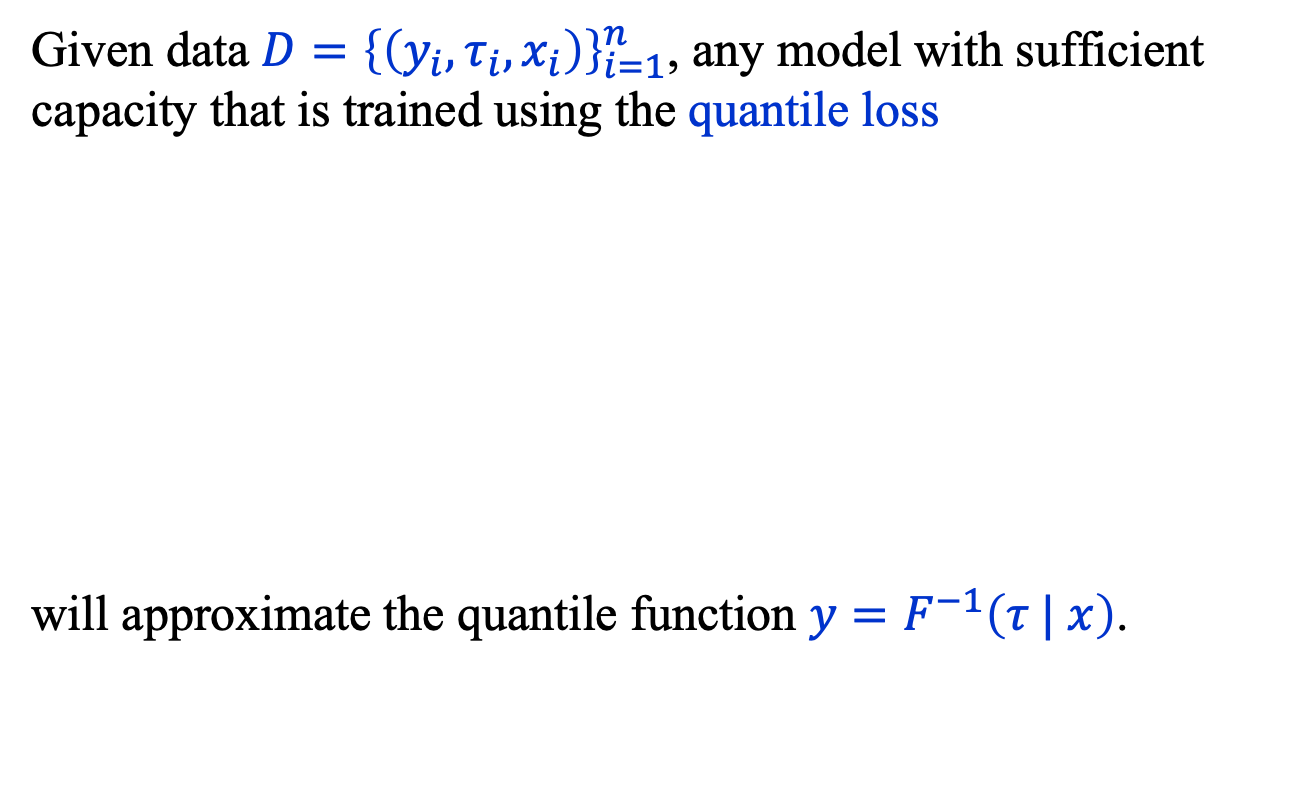 Given data D = {(yᵢ, τᵢ, xᵢ)}ⁿᵢ₌₁, any model with sufficient
capacity that is trained using the quantile loss
will approximate the quantile function y = F⁻¹(τ | x).